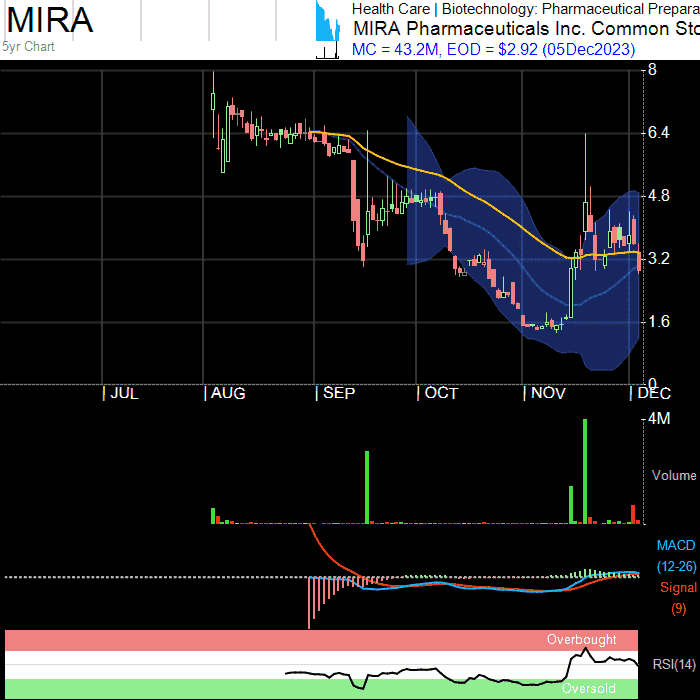 MIRA
5yr Chart
Health Care | Biotechnology: Pharmaceutical Prepara
MIRA Pharmaceuticals Inc. Common Sto
MC = 43.2M, EOD = $2.92 (05Dec2023)
8
6.4
4.8
3.2
1.6
0
JUL AUG SEP OCT NOV DEC
4M
Volume
MACD
(12-26)
Signal
(9)
Overbought
RSI(14)
Oversold